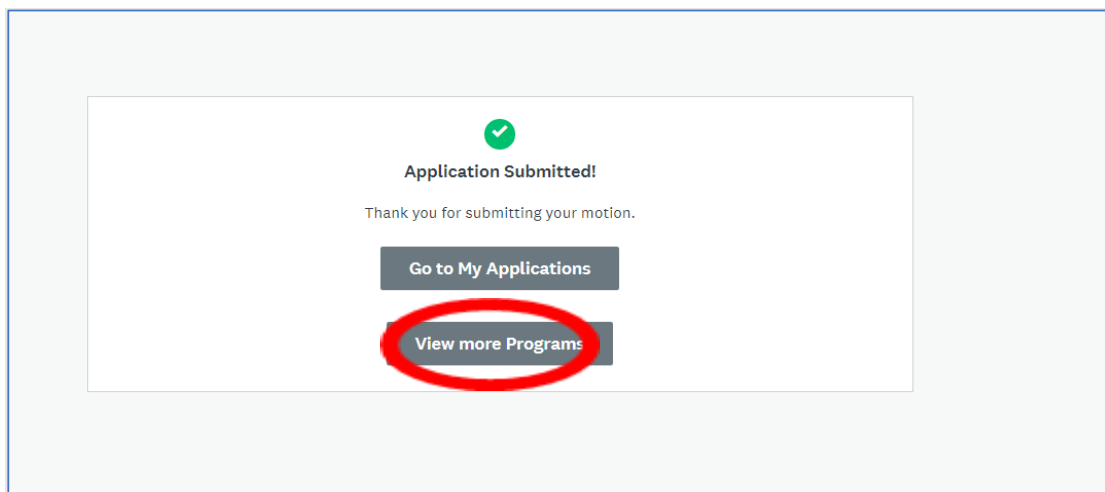 Application Submitted!
Thank you for submitting your motion.
Go to My Applications
View more Programs